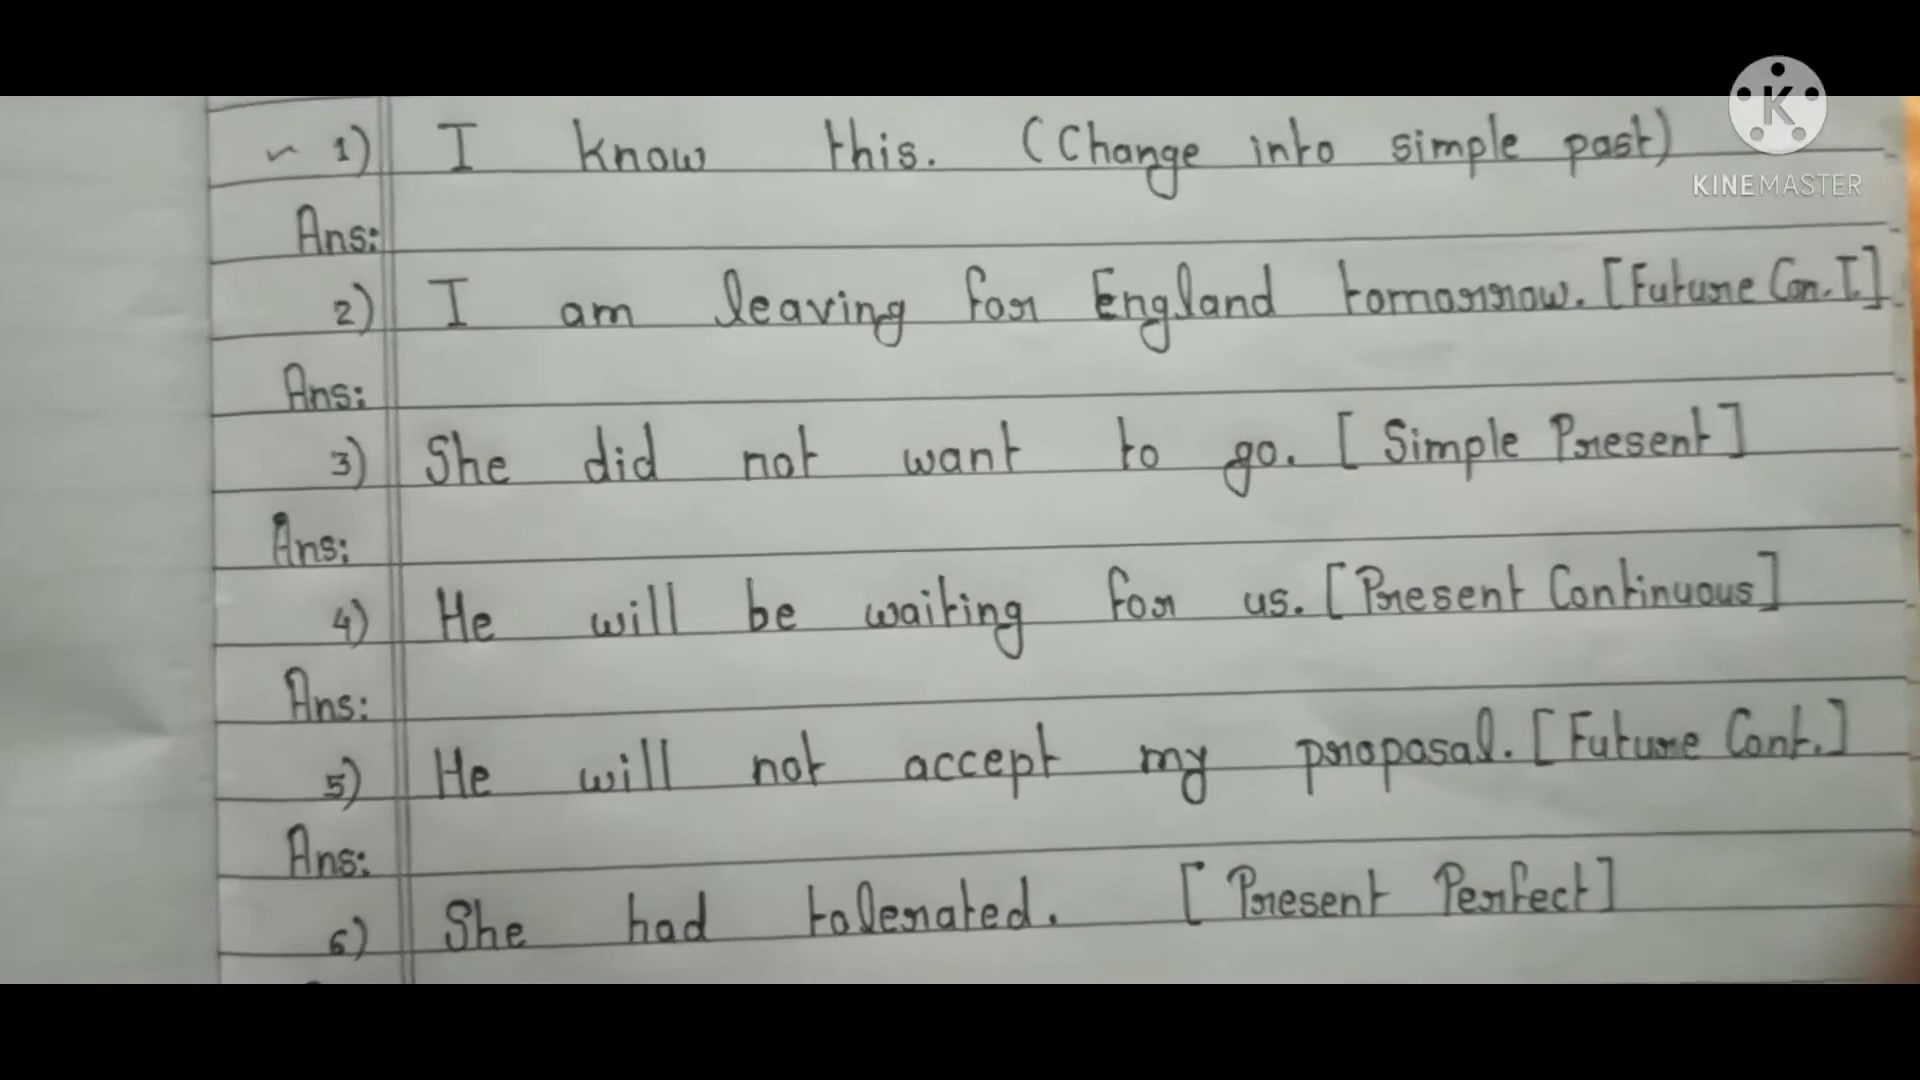 1) I know this. (Change into simple past)
K
KINEMASTER
Ans:
2) I am leaving for England tomorrow. [Future Con. T.]
Ans:
3) She did not want to go. [Simple Present]
Ans:
4) He will be waiting for us. [Present Continuous]
Ans:
5) He will not accept my proposal. [Future Cont.]
Ans:
6) She had tolerated. [Present Perfect]